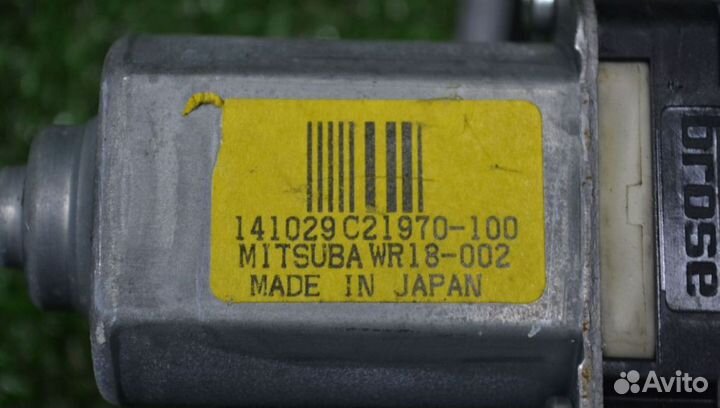 141029 C21970-100
MITSUBA WR18-002
MADE IN JAPAN
brose
Avito